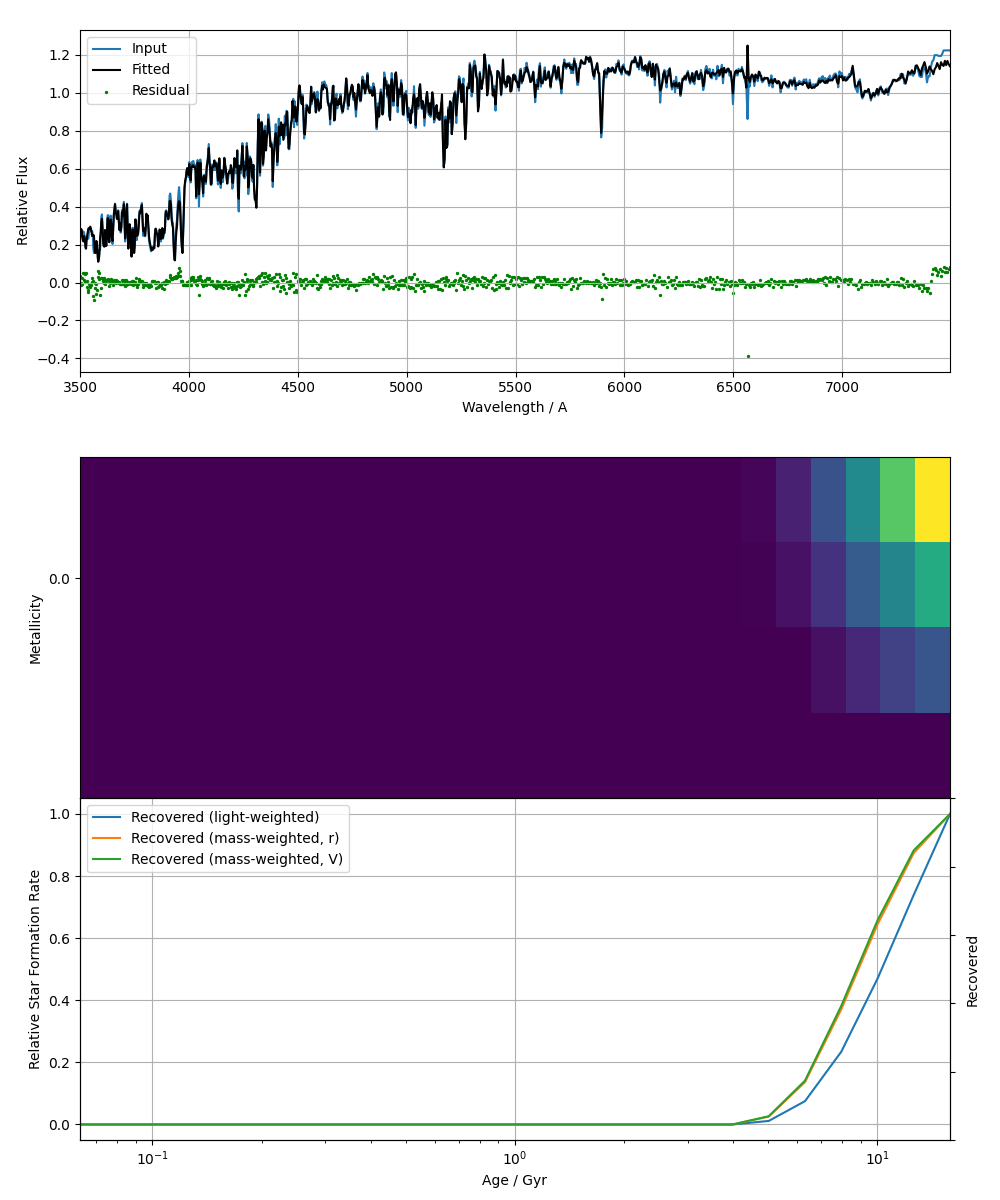 1.2
1.0
0.8
0.6
0.4
0.2
0.0
−0.2
−0.4
Relative Flux
Input
Fitted
Residual
3500 4000 4500 5000 5500 6000 6500 7000
Wavelength / A
0.0
Metallicity
1.0
0.8
0.6
0.4
0.2
0.0
Relative Star Formation Rate
Recovered (light-weighted)
Recovered (mass-weighted, r)
Recovered (mass-weighted, V)
Recovered
10⁻¹ 10⁰ 10¹
Age / Gyr